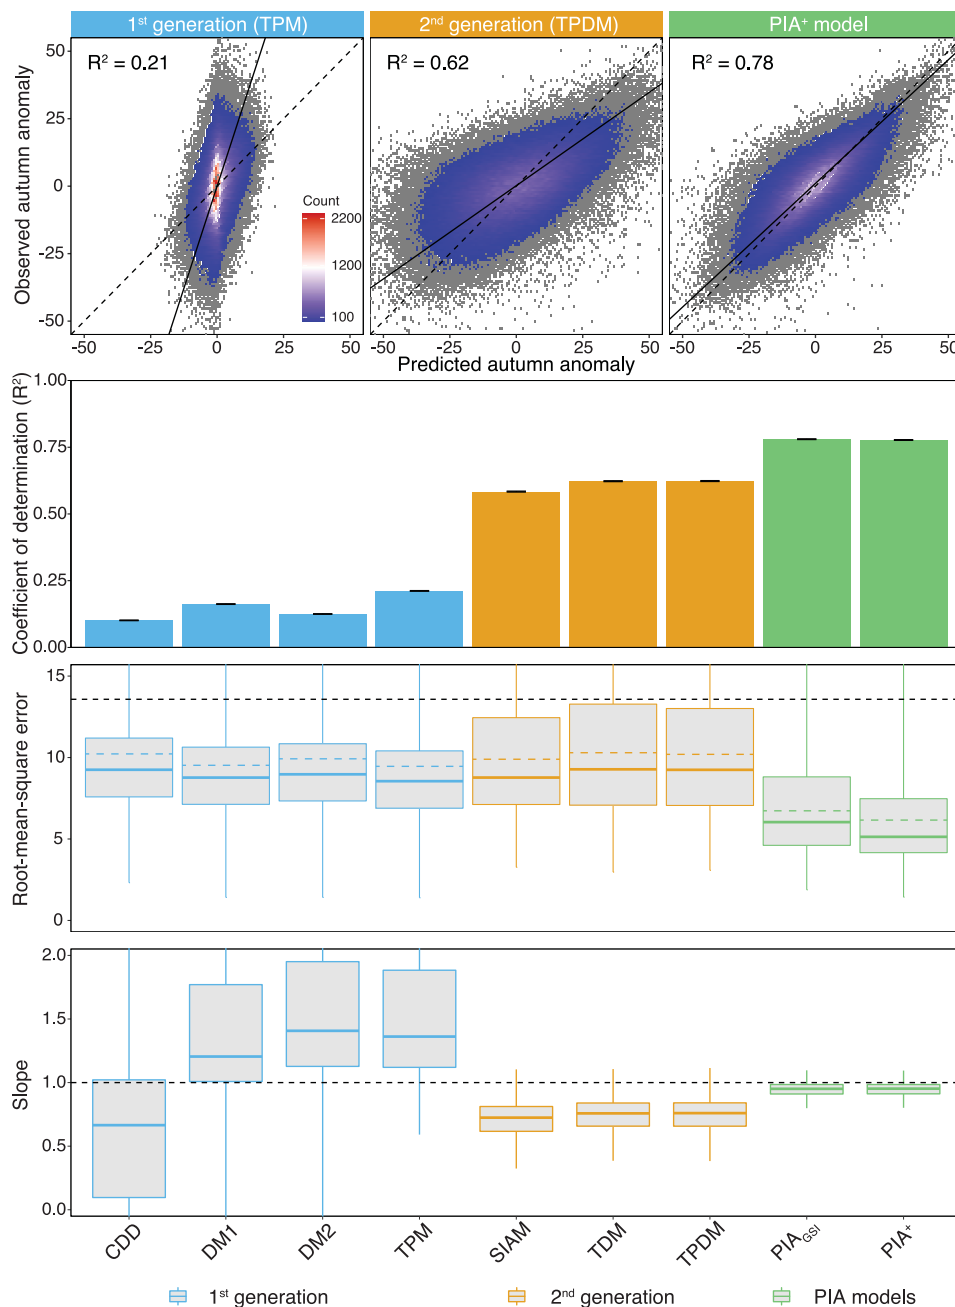 1st generation (TPM) 2nd generation (TPDM) PIA+ model
Observed autumn anomaly
50
25
0
-25
-50
R² = 0.21
R² = 0.62
R² = 0.78
Count
2200
1200
100
-50 -25 0 25 50 -50 -25 0 25 50 -50 -25 0 25 50
Predicted autumn anomaly
Coefficient of determination (R²)
1.00
0.75
0.50
0.25
0.00
Root-mean-square error
15
10
5
0
Slope
2.0
1.5
1.0
0.5
0.0
CDD DM1 DM2 TPM SIAM TDM TPDM PIAGSI PIA+
1st generation 2nd generation PIA models